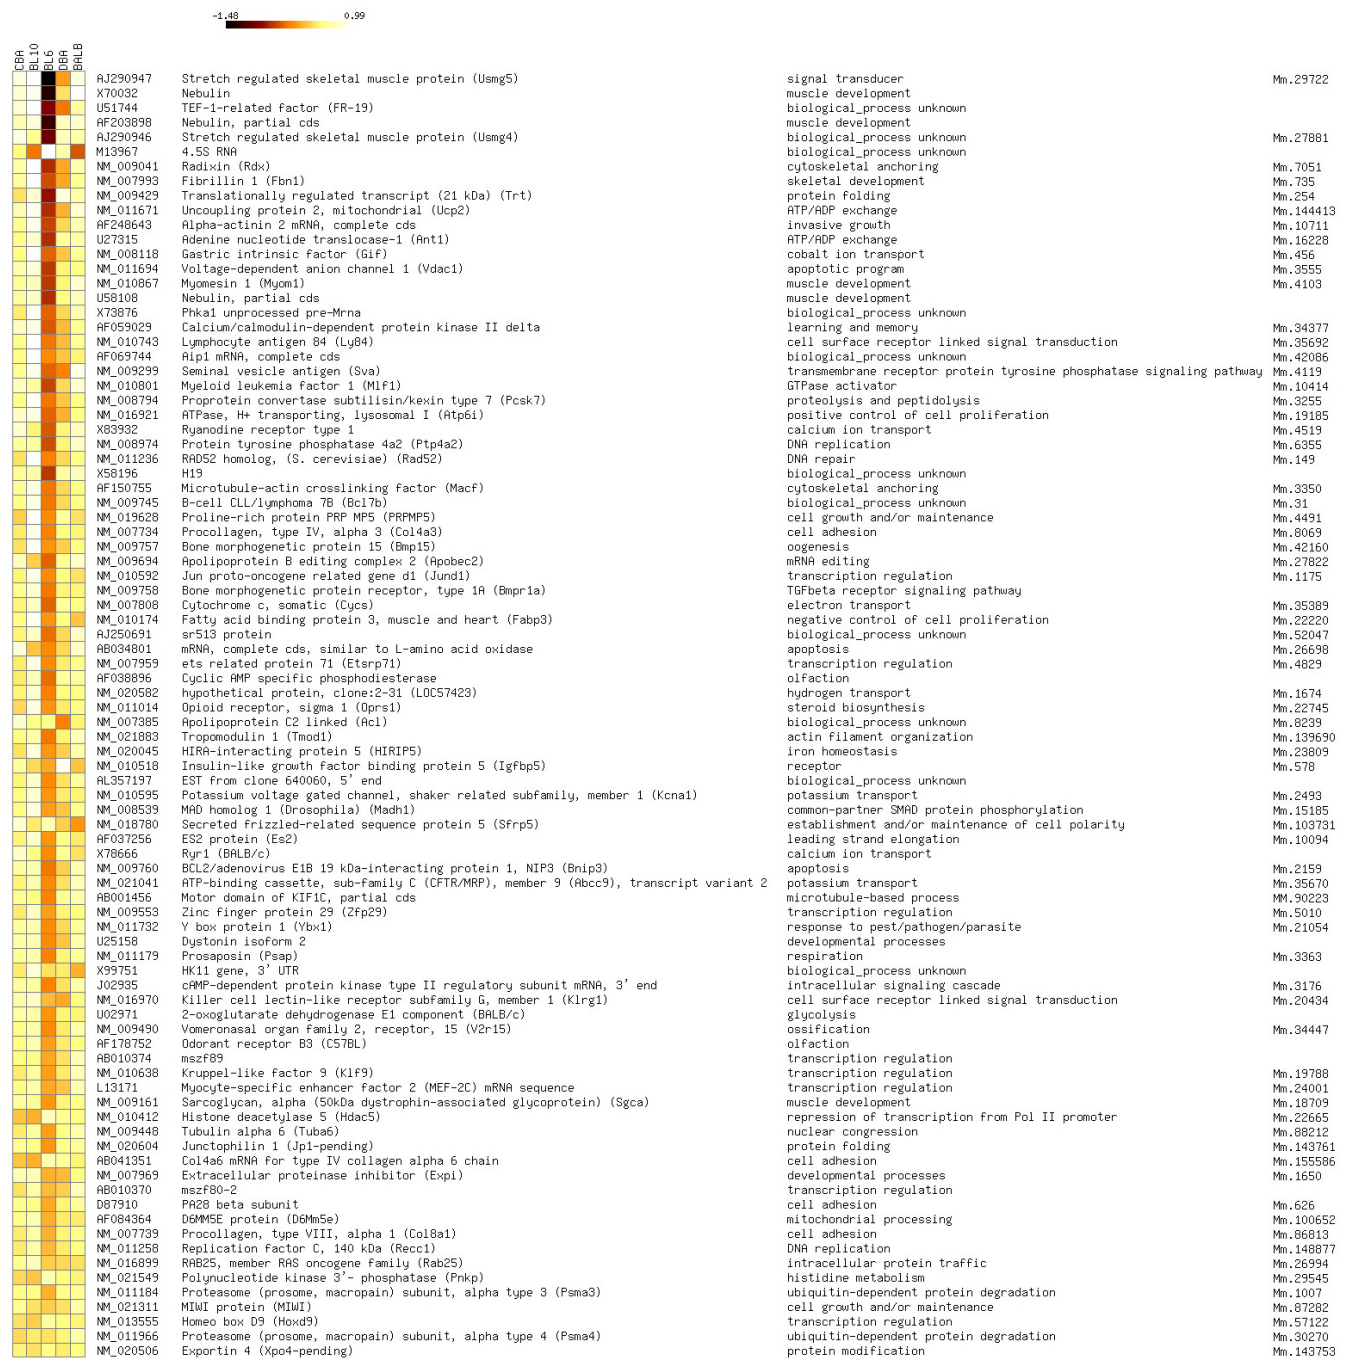 -1.48 0.99
CBA BL10 BL6 DBA BALB
AJ290947 Stretch regulated skeletal muscle protein (Usmg5) signal transducer Mm.29722
X70032 Nebulin muscle development
U51744 TEF-1-related factor (FR-19) biological_process unknown
AF203898 Nebulin, partial cds muscle development
AJ290946 Stretch regulated skeletal muscle protein (Usmg4) biological_process unknown Mm.27881
M13967 4.5S RNA biological_process unknown
NM_009041 Radixin (Rdx) cytoskeletal anchoring Mm.7051
NM_007993 Fibrillin 1 (Fbn1) skeletal development Mm.735
NM_009429 Translationally regulated transcript (21 kDa) (Trt) protein folding Mm.254
NM_011671 Uncoupling protein 2, mitochondrial (Ucp2) ATP/ADP exchange Mm.144413
AF248643 Alpha-actinin 2 mRNA, complete cds invasive growth Mm.10711
U27315 Adenine nucleotide translocase-1 (Ant1) ATP/ADP exchange Mm.16228
NM_008118 Gastric intrinsic factor (Gif) cobalt ion transport Mm.456
NM_011694 Voltage-dependent anion channel 1 (Vdac1) apoptotic program Mm.3555
NM_010867 Myomesin 1 (Myom1) muscle development Mm.4103
U58108 Nebulin, partial cds muscle development
X73876 Phka1 unprocessed pre-Mrna biological_process unknown
AF059029 Calcium/calmodulin-dependent protein kinase II delta learning and memory Mm.34377
NM_010743 Lymphocyte antigen 84 (Ly84) cell surface receptor linked signal transduction Mm.35692
AF069744 Aip1 mRNA, complete cds biological_process unknown Mm.42086
NM_009299 Seminal vesicle antigen (Sva) transmembrane receptor protein tyrosine phosphatase signaling pathway Mm.4119
NM_010801 Myeloid leukemia factor 1 (Mlf1) GTPase activator Mm.10414
NM_008794 Proprotein convertase subtilisin/kexin type 7 (Pcsk7) proteolysis and peptidolysis Mm.3255
NM_016921 ATPase, H+ transporting, lysosomal I (Atp6i) positive control of cell proliferation Mm.19185
X83932 Ryanodine receptor type 1 calcium ion transport Mm.4519
NM_008974 Protein tyrosine phosphatase 4a2 (Ptp4a2) DNA replication Mm.6355
NM_011236 RAD52 homolog, (S. cerevisiae) (Rad52) DNA repair Mm.149
X58196 H19 biological_process unknown
AF150755 Microtubule-actin crosslinking factor (Macf) cytoskeletal anchoring Mm.3350
NM_009745 B-cell CLL/lymphoma 7B (Bcl7b) biological_process unknown Mm.31
NM_019628 Proline-rich protein PRP MP5 (PRPMP5) cell growth and/or maintenance Mm.4491
NM_007734 Procollagen, type IV, alpha 3 (Col4a3) cell adhesion Mm.8069
NM_009757 Bone morphogenetic protein 15 (Bmp15) oogenesis Mm.42160
NM_009694 Apolipoprotein B editing complex 2 (Apobec2) mRNA editing Mm.27822
NM_010592 Jun proto-oncogene related gene d1 (Jund1) transcription regulation Mm.1175
NM_009758 Bone morphogenetic protein receptor, type 1A (Bmpr1a) TGFbeta receptor signaling pathway
NM_007808 Cytochrome c, somatic (Cycs) electron transport Mm.35389
NM_010174 Fatty acid binding protein 3, muscle and heart (Fabp3) negative control of cell proliferation Mm.22220
AJ250691 sr513 protein biological_process unknown Mm.52047
AB034801 mRNA, complete cds, similar to L-amino acid oxidase apoptosis Mm.26698
NM_007959 ets related protein 71 (Etsrp71) transcription regulation Mm.4829
AF038896 Cyclic AMP specific phosphodiesterase olfaction
NM_020582 hypothetical protein, clone:2-31 (LOC57423) hydrogen transport Mm.1674
NM_011014 Opioid receptor, sigma 1 (Oprs1) steroid biosynthesis Mm.22745
NM_007385 Apolipoprotein C2 linked (Acl) biological_process unknown Mm.8239
NM_021883 Tropomodulin 1 (Tmod1) actin filament organization Mm.139690
NM_020045 HIRA-interacting protein 5 (HIRIP5) iron homeostasis Mm.23809
NM_010518 Insulin-like growth factor binding protein 5 (Igfbp5) receptor Mm.578
AL357197 EST from clone 640060, 5' end biological_process unknown
NM_010595 Potassium voltage gated channel, shaker related subfamily, member 1 (Kcna1) potassium transport Mm.2493
NM_008539 MAD homolog 1 (Drosophila) (Madh1) common-partner SMAD protein phosphorylation Mm.15185
NM_018780 Secreted frizzled-related sequence protein 5 (Sfrp5) establishment and/or maintenance of cell polarity Mm.103731
AF037256 ES2 protein (Es2) leading strand elongation Mm.10094
X78666 Ryr1 (BALB/c) calcium ion transport
NM_009760 BCL2/adenovirus E1B 19 kDa-interacting protein 1, NIP3 (Bnip3) apoptosis Mm.2159
NM_021041 ATP-binding cassette, sub-family C (CFTR/MRP), member 9 (Abcc9), transcript variant 2 potassium transport Mm.35670
AB001456 Motor domain of KIF1C, partial cds microtubule-based process MM.90223
NM_009553 Zinc finger protein 29 (Zfp29) transcription regulation Mm.5010
NM_011732 Y box protein 1 (Ybx1) response to pest/pathogen/parasite Mm.21054
U25158 Dystonin isoform 2 developmental processes
NM_011179 Prosaposin (Psap) respiration Mm.3363
X99751 HK11 gene, 3' UTR biological_process unknown
J02935 cAMP-dependent protein kinase type II regulatory subunit mRNA, 3' end intracellular signaling cascade Mm.3176
NM_016970 Killer cell lectin-like receptor subfamily G, member 1 (Klrg1) cell surface receptor linked signal transduction Mm.20434
U02971 2-oxoglutarate dehydrogenase E1 component (BALB/c) glycolysis
NM_009490 Vomeronasal organ family 2, receptor, 15 (V2r15) ossification Mm.34447
AF178752 Odorant receptor B3 (C57BL) olfaction
AB010374 mszf89 transcription regulation
NM_010638 Kruppel-like factor 9 (Klf9) transcription regulation Mm.19788
L13171 Myocyte-specific enhancer factor 2 (MEF-2C) mRNA sequence transcription regulation Mm.24001
NM_009161 Sarcoglycan, alpha (50kDa dystrophin-associated glycoprotein) (Sgca) muscle development Mm.18709
NM_010412 Histone deacetylase 5 (Hdac5) repression of transcription from Pol II promoter Mm.22665
NM_009448 Tubulin alpha 6 (Tuba6) nuclear congression Mm.88212
NM_020604 Junctophilin 1 (Jp1-pending) protein folding Mm.143761
AB041351 Col4a6 mRNA for type IV collagen alpha 6 chain cell adhesion Mm.155586
NM_007969 Extracellular proteinase inhibitor (Expi) developmental processes Mm.1650
AB010370 mszf80-2 transcription regulation
D87910 PA28 beta subunit cell adhesion Mm.626
AF084364 D6MM5E protein (D6Mm5e) mitochondrial processing Mm.100652
NM_007739 Procollagen, type VIII, alpha 1 (Col8a1) cell adhesion Mm.86813
NM_011258 Replication factor C, 140 kDa (Recc1) DNA replication Mm.148877
NM_016899 RAB25, member RAS oncogene family (Rab25) intracellular protein traffic Mm.26994
NM_021549 Polynucleotide kinase 3'- phosphatase (Pnkp) histidine metabolism Mm.29545
NM_011184 Proteasome (prosome, macropain) subunit, alpha type 3 (Psma3) ubiquitin-dependent protein degradation Mm.1007
NM_021311 MIWI protein (MIWI) cell growth and/or maintenance Mm.87282
NM_013555 Homeo box D9 (Hoxd9) transcription regulation Mm.57122
NM_011966 Proteasome (prosome, macropain) subunit, alpha type 4 (Psma4) ubiquitin-dependent protein degradation Mm.30270
NM_020506 Exportin 4 (Xpo4-pending) protein modification Mm.143753